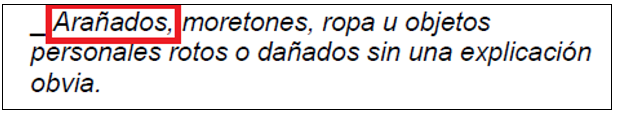 _ Arañados, moretones, ropa u objetos
personales rotos o dañados sin una explicación
obvia.